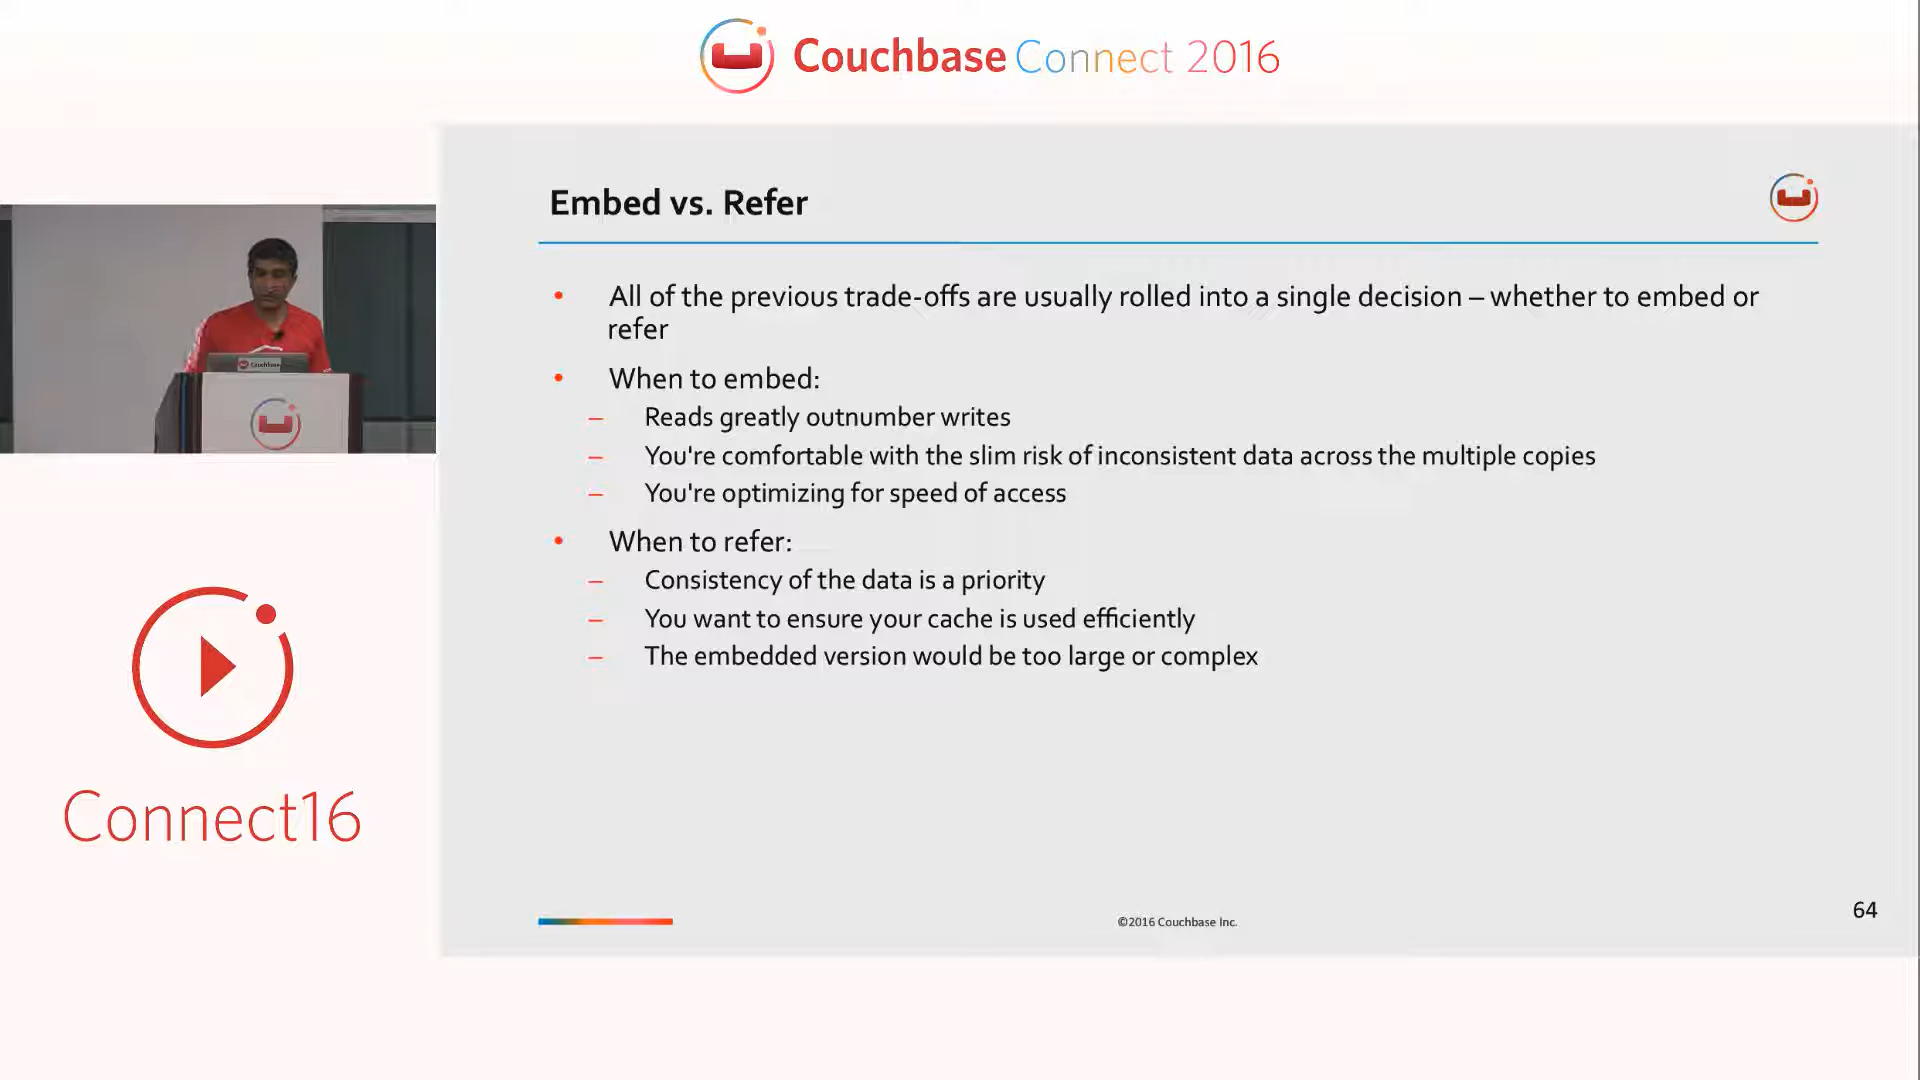 Couchbase Connect 2016
Embed vs. Refer
• All of the previous trade-offs are usually rolled into a single decision – whether to embed or
refer
• When to embed:
– Reads greatly outnumber writes
– You're comfortable with the slim risk of inconsistent data across the multiple copies
– You're optimizing for speed of access
• When to refer:
– Consistency of the data is a priority
– You want to ensure your cache is used efficiently
– The embedded version would be too large or complex
Couchbase
Connect16
©2016 Couchbase Inc.
64